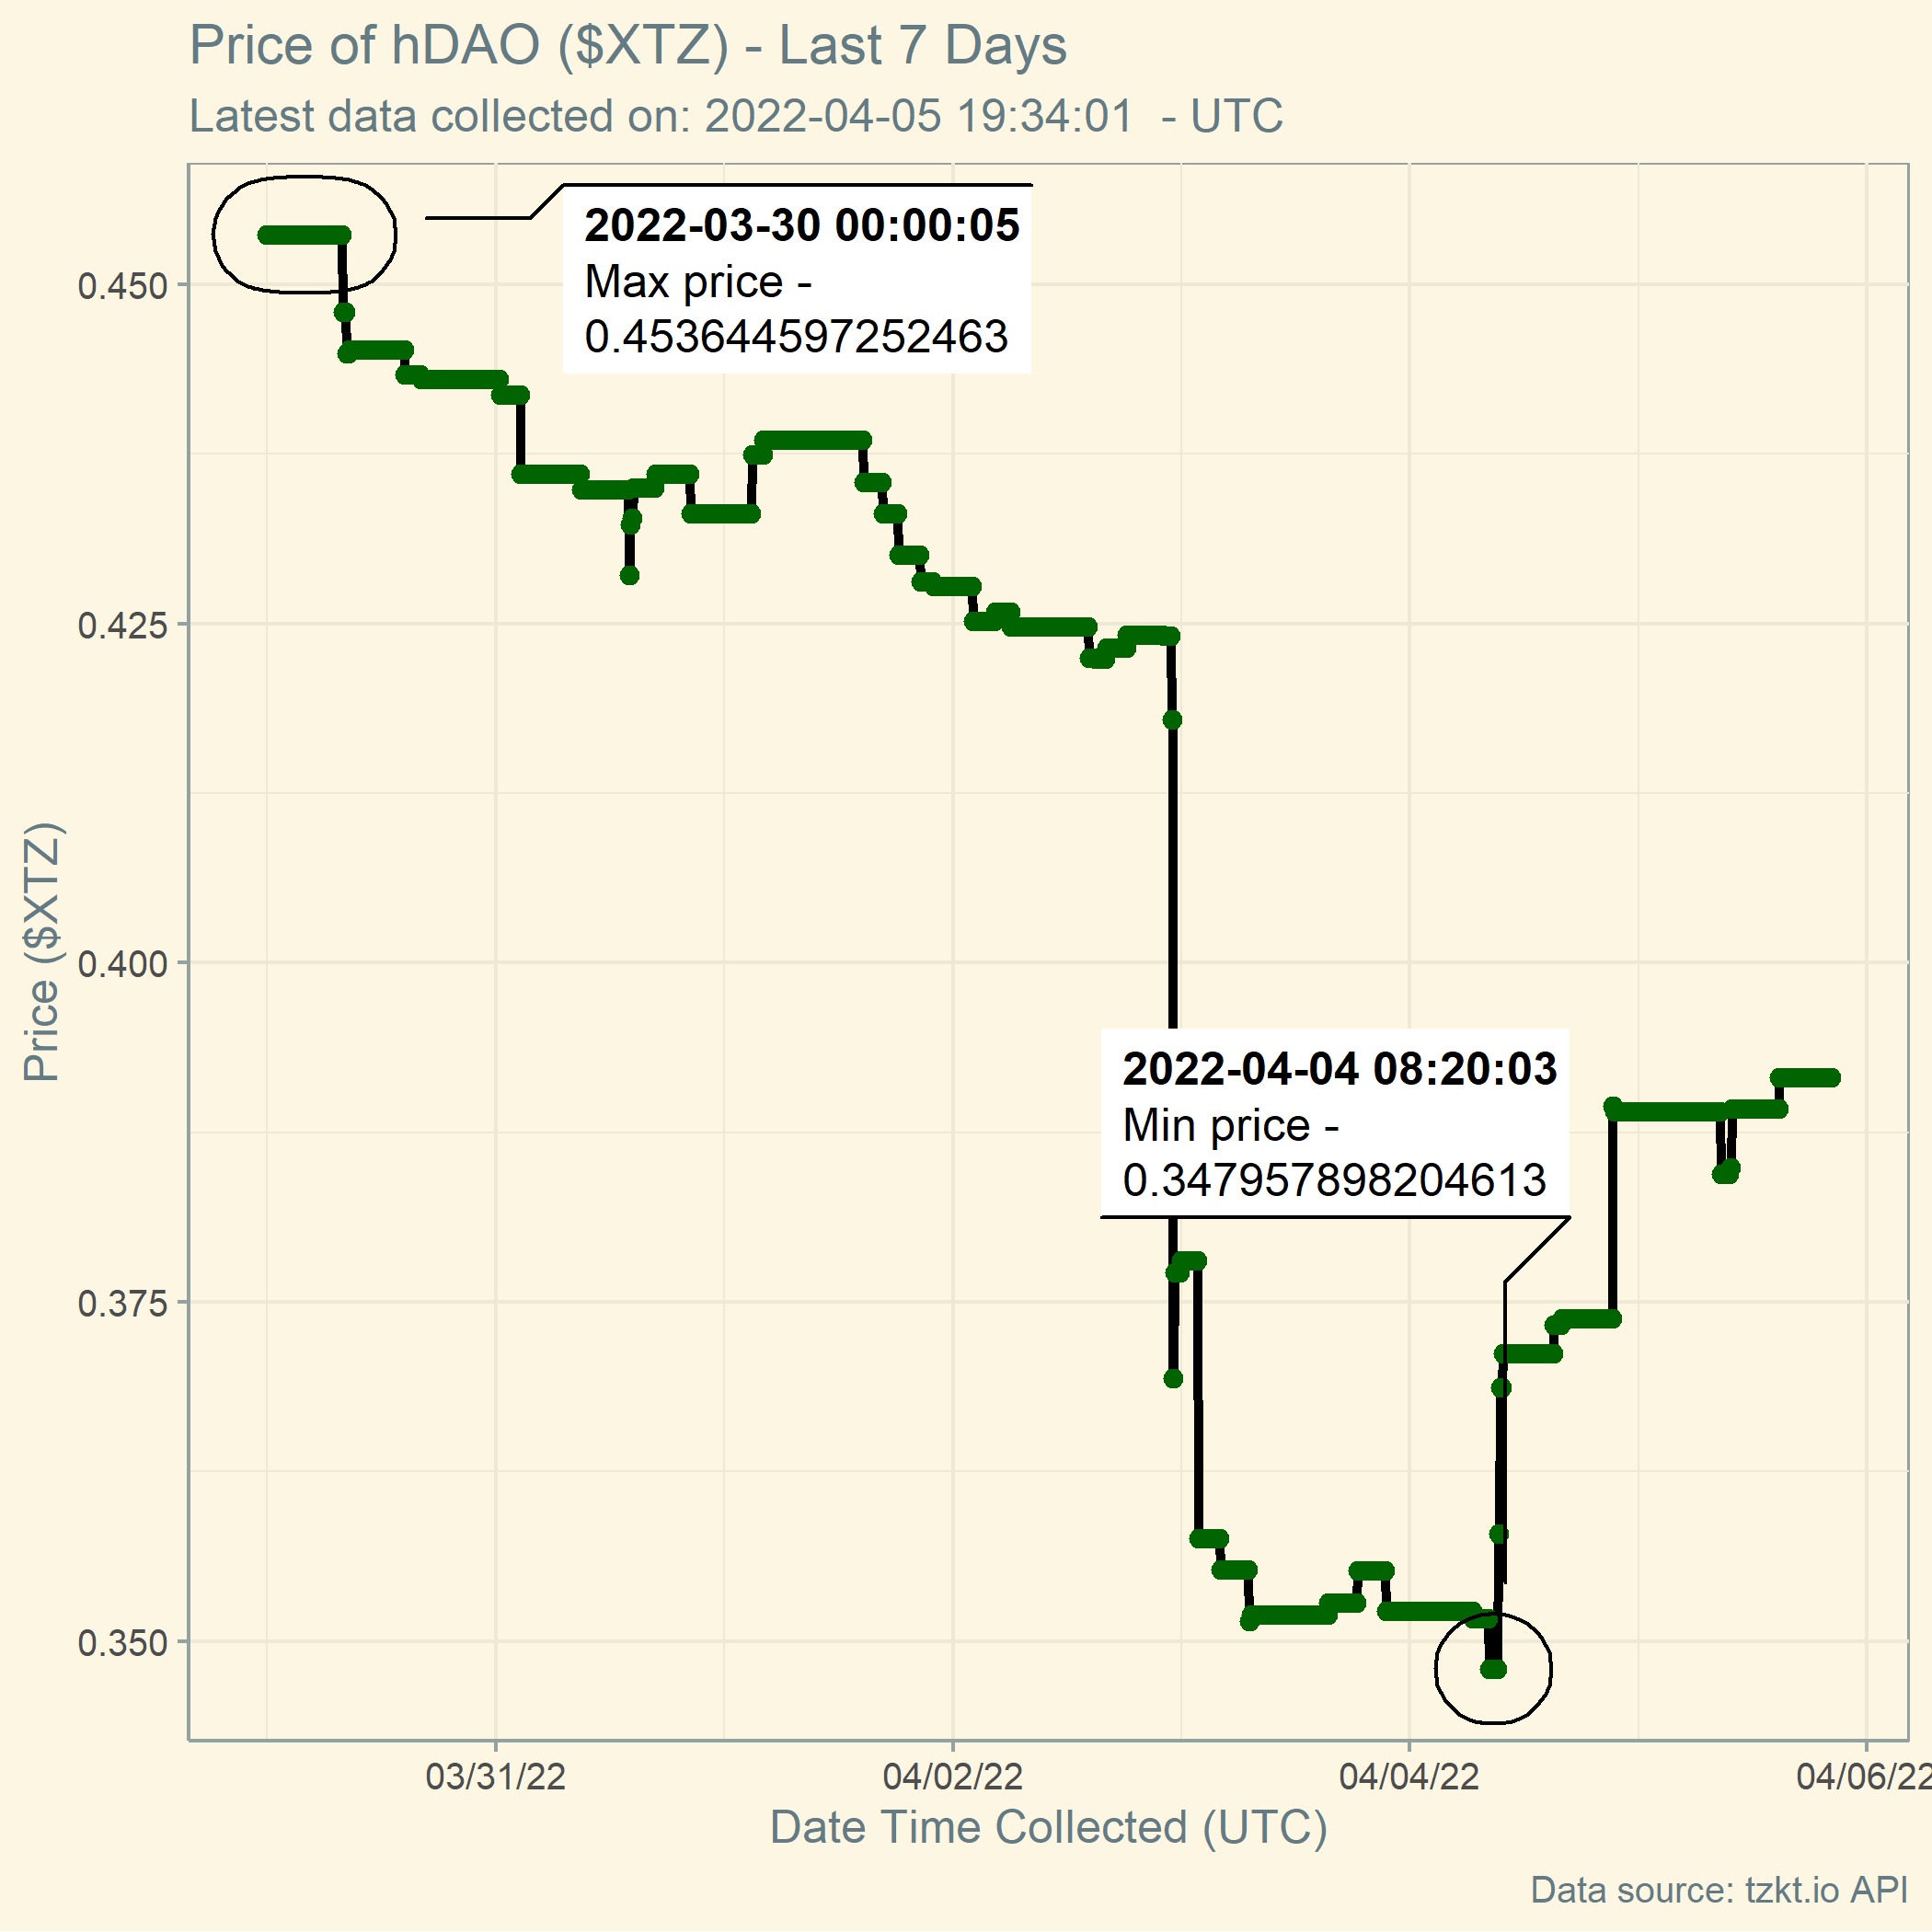 Price of hDAO ($XTZ) - Last 7 Days
Latest data collected on: 2022-04-05 19:34:01  - UTC
2022-03-30 00:00:05
Max price -
0.453644597252463
0.450
0.425
0.400
0.375
0.350
Price ($XTZ)
2022-04-04 08:20:03
Min price -
0.347957898204613
03/31/22
04/02/22
04/04/22
04/06/22
Date Time Collected (UTC)
Data source: tzkt.io API